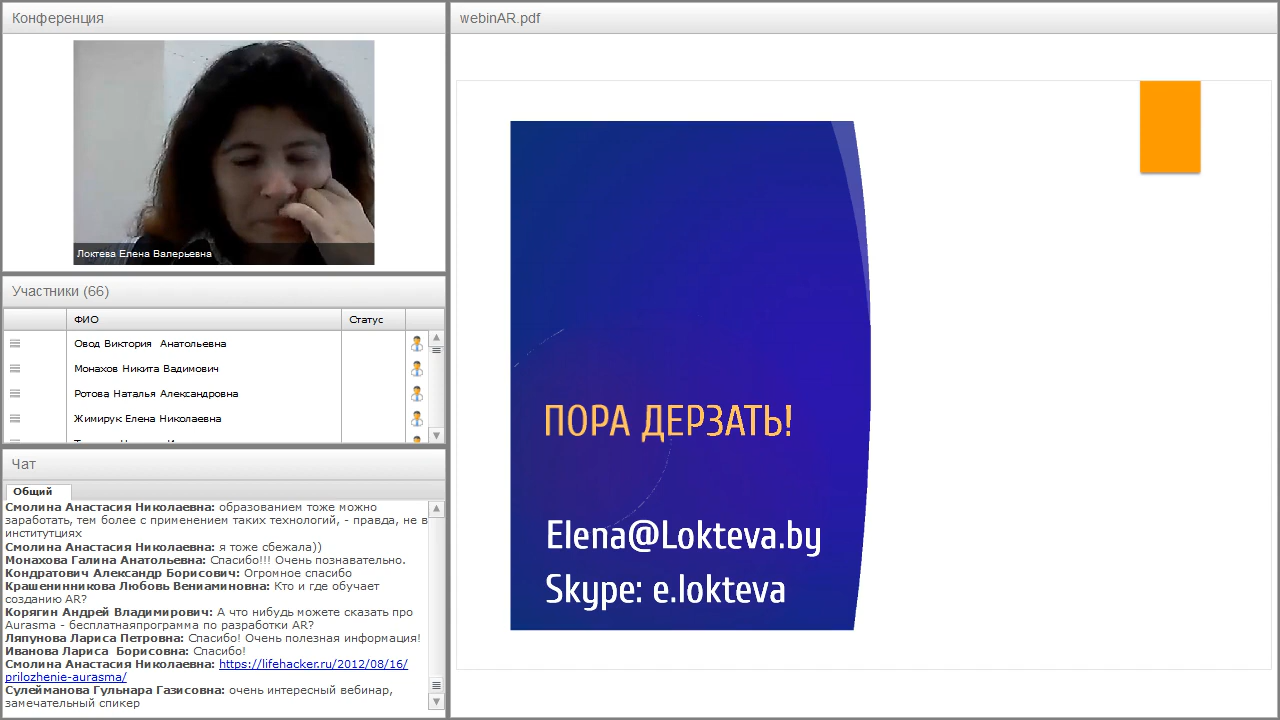 Конференция
Локтева Елена Валерьевна
Участники (66)
ФИО
Статус
Овод Виктория Анатольевна
Монахов Никита Вадимович
Ротова Наталья Александровна
Жимирук Елена Николаевна
Чат
Общий
Смолина Анастасия Николаевна: образованием тоже можно
заработать, тем более с применением таких технологий, - правда, не в
институтциях
Смолина Анастасия Николаевна: я тоже сбежала))
Монахова Галина Анатольевна: Спасибо!!! Очень познавательно.
Кондратович Александр Борисович: Огромное спасибо
Крашенинникова Любовь Вениаминовна: Кто и где обучает
созданию AR?
Корягин Андрей Владимирович: А что нибудь можете сказать про
Aurasma - бесплатнаяпрограмма по разработки AR?
Ляпунова Лариса Петровна: Спасибо! Очень полезная информация!
Иванова Лариса Борисовна: Спасибо!
Смолина Анастасия Николаевна: https://lifehacker.ru/2012/08/16/
prilozhenie-aurasma/
Сулейманова Гульнара Газисовна: очень интересный вебинар,
замечательный спикер
webinAR.pdf
ПОРА ДЕРЗАТЬ!
Elena@Lokteva.by
Skype: e.lokteva